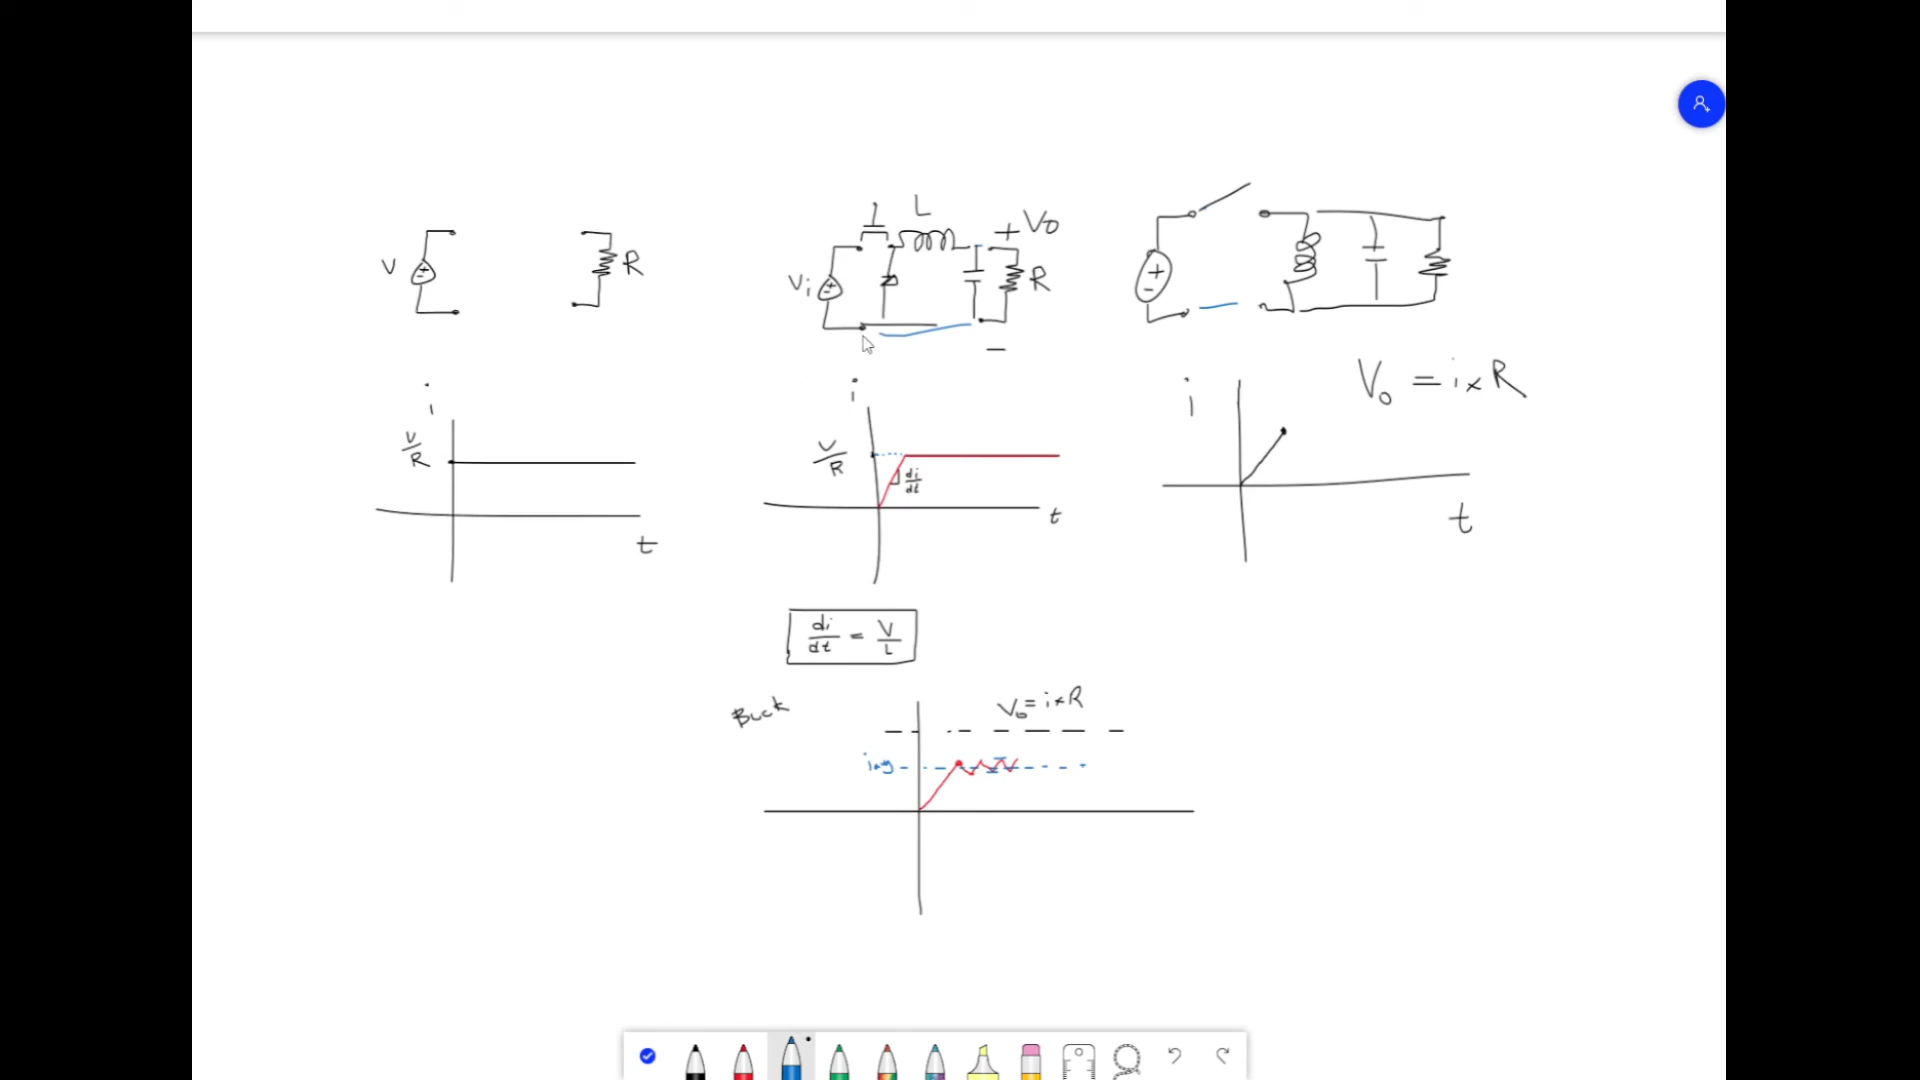 L
+ Vo
V
R
Vi
R
-
i
i
i
Vo = i x R
V/R
V/R
di/dt
t
t
t
di/dt = V/L
Buck
Vo = i x R
iavg